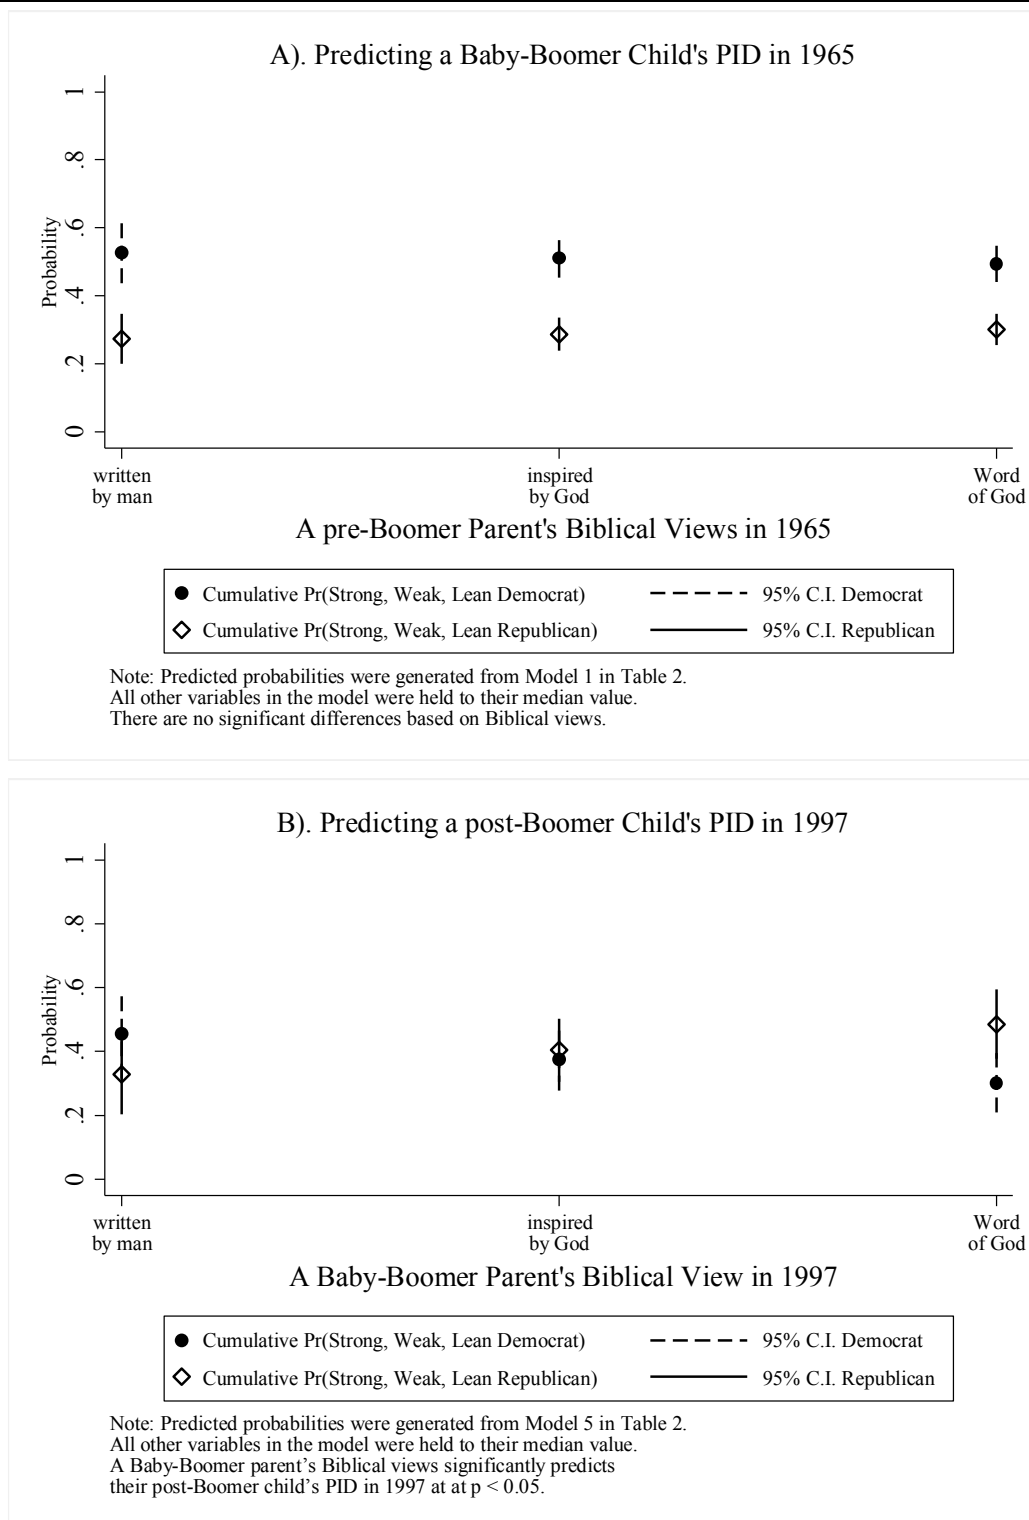 A). Predicting a Baby-Boomer Child's PID in 1965
Probability
1
.8
.6
.4
.2
0
written by man
inspired by God
Word of God
A pre-Boomer Parent's Biblical Views in 1965
Cumulative Pr(Strong, Weak, Lean Democrat)
95% C.I. Democrat
Cumulative Pr(Strong, Weak, Lean Republican)
95% C.I. Republican
Note: Predicted probabilities were generated from Model 1 in Table 2.
All other variables in the model were held to their median value.
There are no significant differences based on Biblical views.
B). Predicting a post-Boomer Child's PID in 1997
Probability
1
.8
.6
.4
.2
0
written by man
inspired by God
Word of God
A Baby-Boomer Parent's Biblical View in 1997
Cumulative Pr(Strong, Weak, Lean Democrat)
95% C.I. Democrat
Cumulative Pr(Strong, Weak, Lean Republican)
95% C.I. Republican
Note: Predicted probabilities were generated from Model 5 in Table 2.
All other variables in the model were held to their median value.
A Baby-Boomer parent’s Biblical views significantly predicts
their post-Boomer child’s PID in 1997 at at p < 0.05.